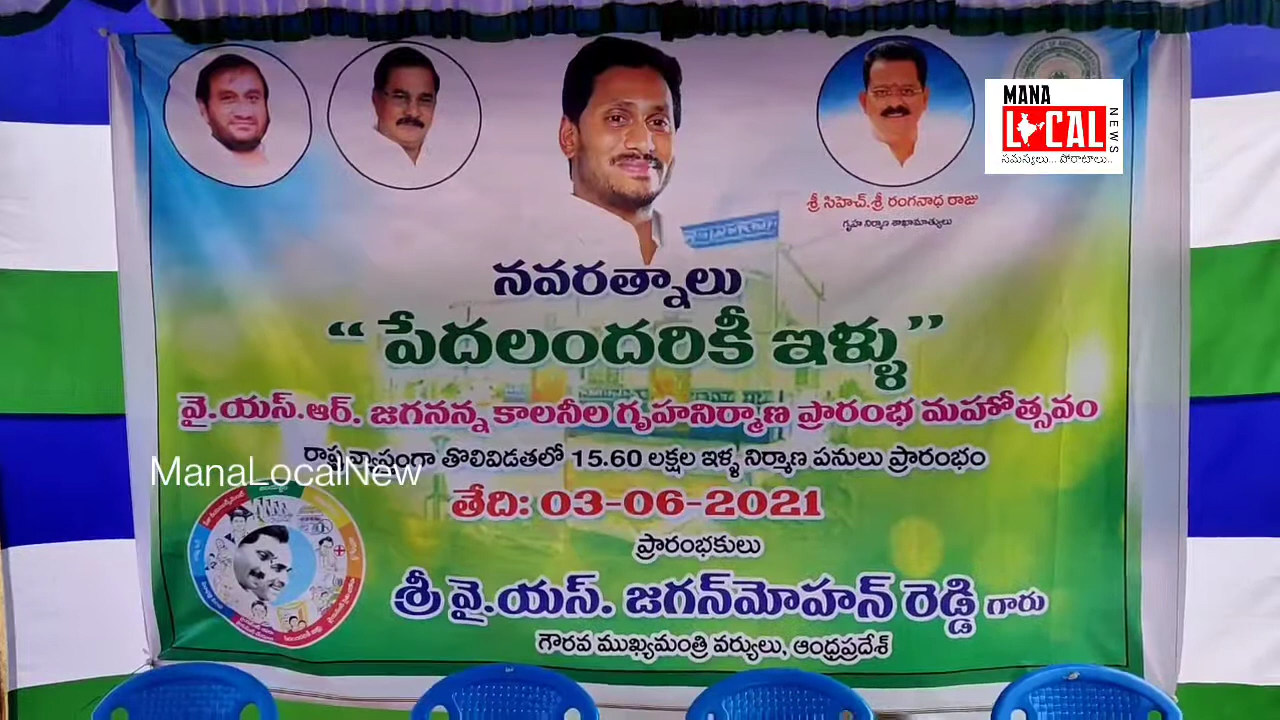 MANA
LOCAL
NEWS
సమస్యలు... పోరాటాలు..
శ్రీ సిహెచ్.శ్రీ రంగనాధ రాజు
గృహ నిర్మాణ శాఖామాత్యులు
నవరత్నాలు
“ పేదలందరికీ ఇళ్ళు ”
వై.యస్.ఆర్. జగనన్న కాలనీల గృహనిర్మాణ ప్రారంభ మహోత్సవం
రాష్ట్రవ్యాప్తంగా తొలివిడతలో 15.60 లక్షల ఇళ్ళ నిర్మాణ పనులు ప్రారంభం
ManaLocalNew
తేది: 03-06-2021
ప్రారంభకులు
శ్రీ వై.యస్. జగన్‌మోహన్ రెడ్డి గారు
గౌరవ ముఖ్యమంత్రి వర్యులు, ఆంధ్రప్రదేశ్